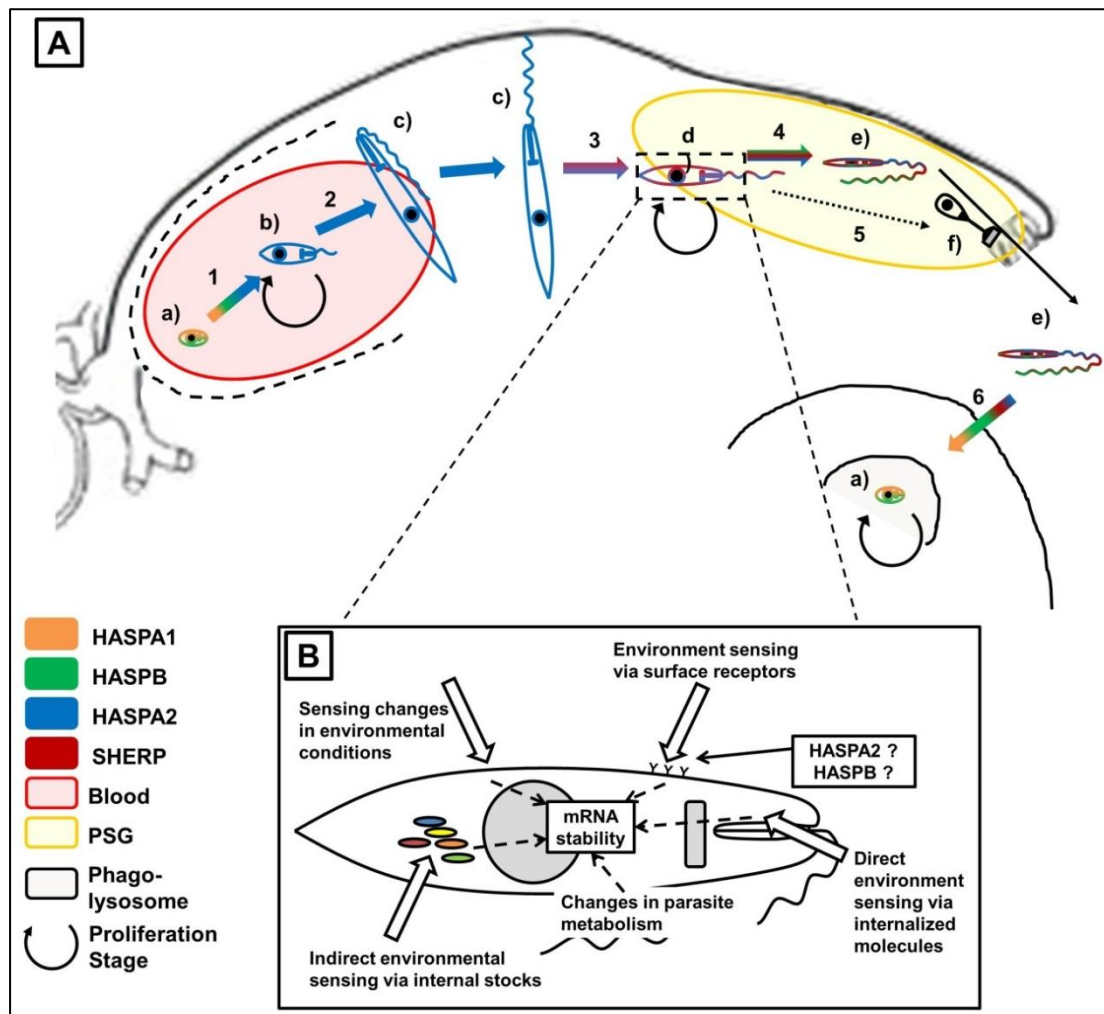 A
c)
c)
3
d
4
e)
b)
2
5
f)
1
a)
e)
6
a)
HASPA1
HASPB
HASPA2
SHERP
Blood
PSG
Phago-
lysosome
Proliferation
Stage
B
Environment sensing
via surface receptors
Sensing changes
in environmental
conditions
Y Y Y
HASPA2 ?
HASPB ?
mRNA
stability
Direct
environment
sensing via
internalized
molecules
Changes in parasite
metabolism
Indirect environmental
sensing via internal stocks